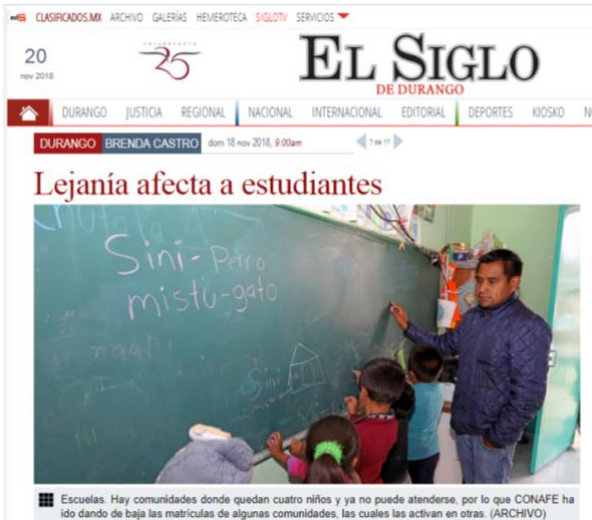 CLASIFICADOS.MX ARCHIVO GALERÍAS HEMEROTECA SIGLOTV SERVICIOS
20
nov 2018
ANIVERSARIO
25
EL SIGLO
DE DURANGO
DURANGO JUSTICIA REGIONAL NACIONAL INTERNACIONAL EDITORIAL DEPORTES KIOSKO
DURANGO BRENDA CASTRO dom 18 nov 2018, 9:00am 7 de 17
Lejanía afecta a estudiantes
Sini - Perro
mistu - gato
Sini
Escuelas. Hay comunidades donde quedan cuatro niños y ya no puede atenderse, por lo que CONAFE ha
ido dando de baja las matrículas de algunas comunidades, las cuales las activan en otras. (ARCHIVO)